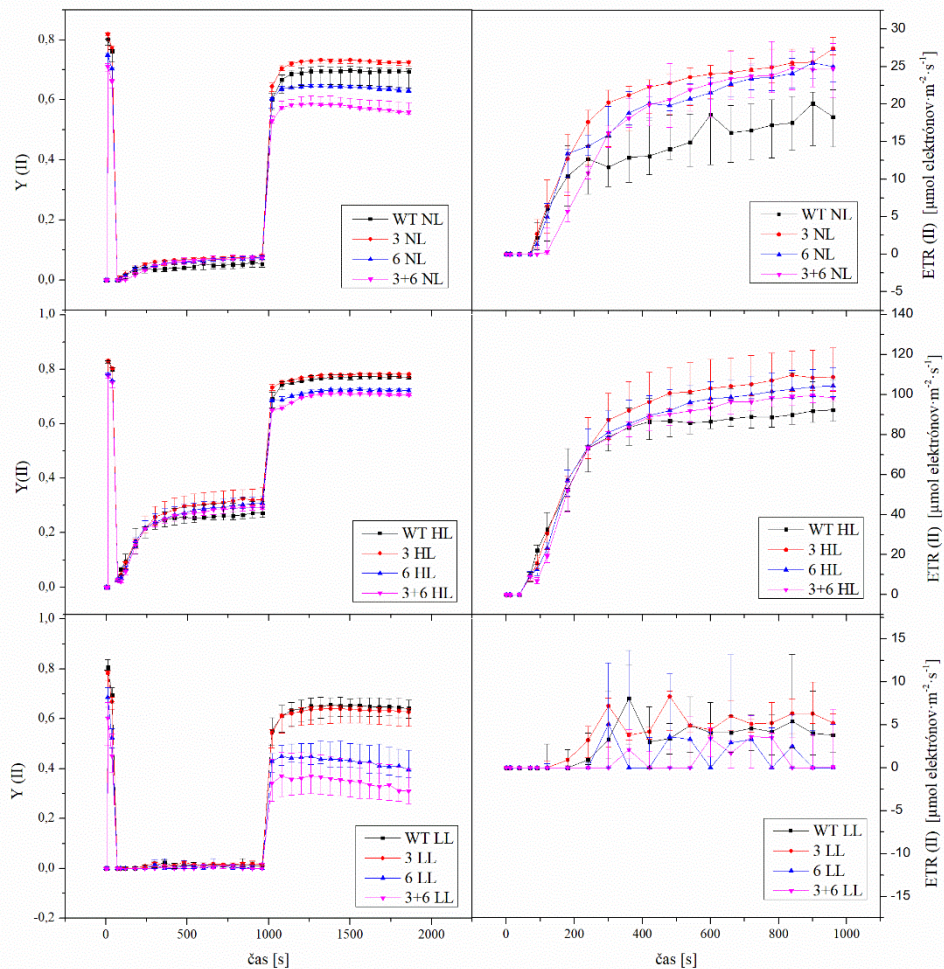 0,8
0,6
0,4
0,2
0,0
Y (II)
WT NL
3 NL
6 NL
3+6 NL
30
25
20
15
10
5
0
-5
ETR (II) [µmol elektrónov·m⁻²·s⁻¹]
WT NL
3 NL
6 NL
3+6 NL
1,0
0,8
0,6
0,4
0,2
0,0
Y(II)
WT HL
3 HL
6 HL
3+6 HL
140
120
100
80
60
40
20
0
ETR (II) [µmol elektrónov·m⁻²·s⁻¹]
WT HL
3 HL
6 HL
3+6 HL
1,0
0,8
0,6
0,4
0,2
0,0
-0,2
Y (II)
WT LL
3 LL
6 LL
3+6 LL
0 500 1000 1500 2000
čas [s]
15
10
5
0
-5
-10
-15
ETR (II) [µmol elektrónov·m⁻²·s⁻¹]
WT LL
3 LL
6 LL
3+6 LL
0 200 400 600 800 1000
čas [s]